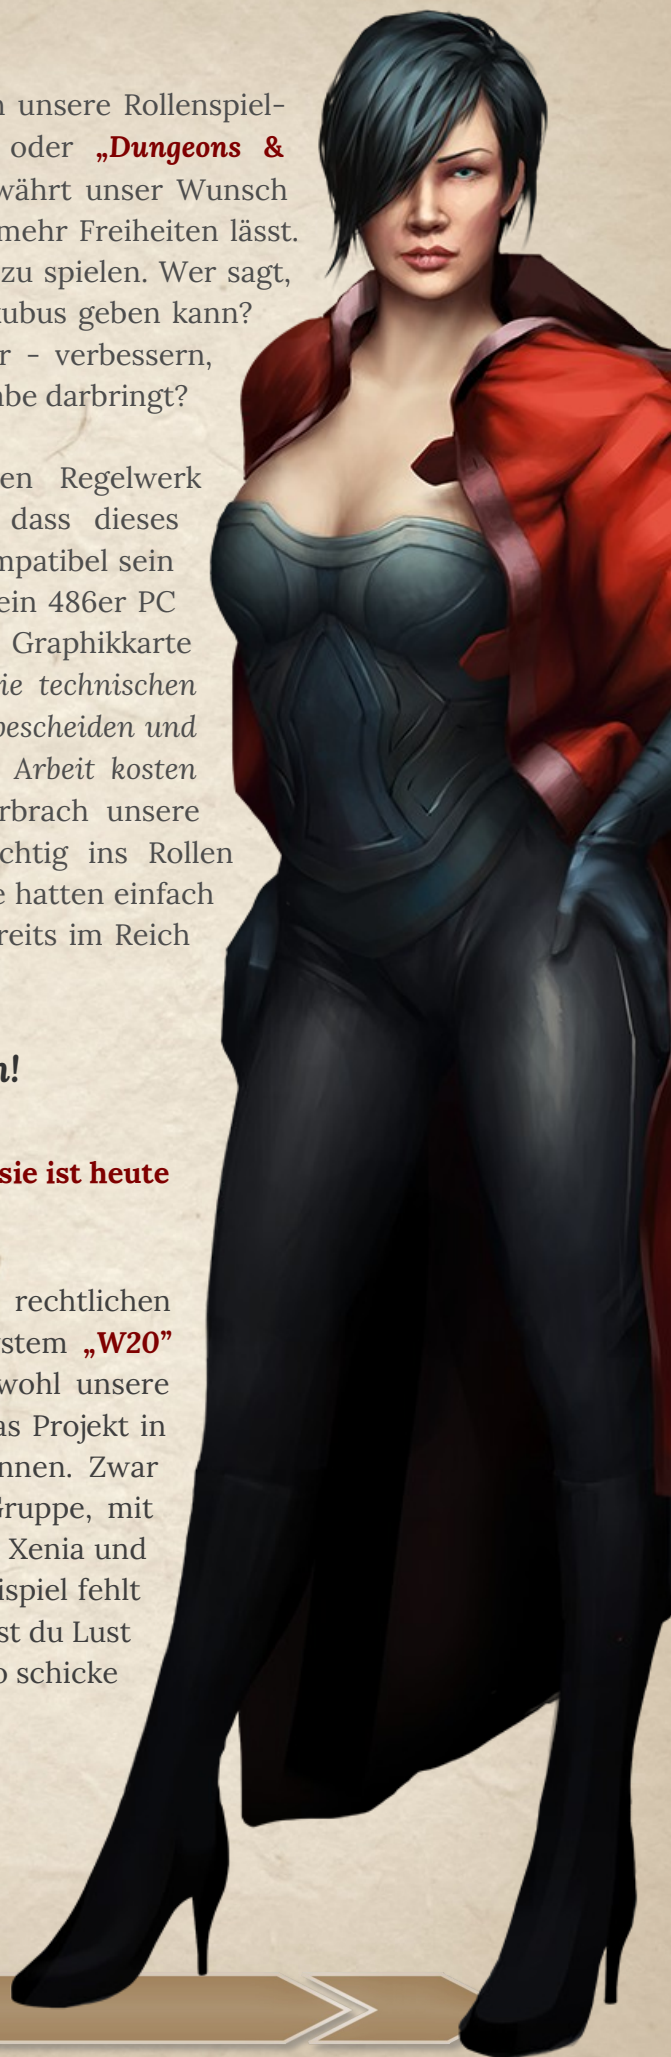 unsere Rollenspiel-
oder „Dungeons &
währt unser Wunsch
mehr Freiheiten lässt.
zu spielen. Wer sagt,
kubus geben kann?
r - verbessern,
abe darbringt?
en Regelwerk
dass dieses
mpatibel sein
ein 486er PC
Graphikkarte
ie technischen
bescheiden und
Arbeit kosten
rbrach unsere
chtig ins Rollen
e hatten einfach
reits im Reich
n!
sie ist heute
rechtlichen
ystem „W20”
wohl unsere
as Projekt in
nnen. Zwar
Gruppe, mit
Xenia und
ispiel fehlt
st du Lust
o schicke